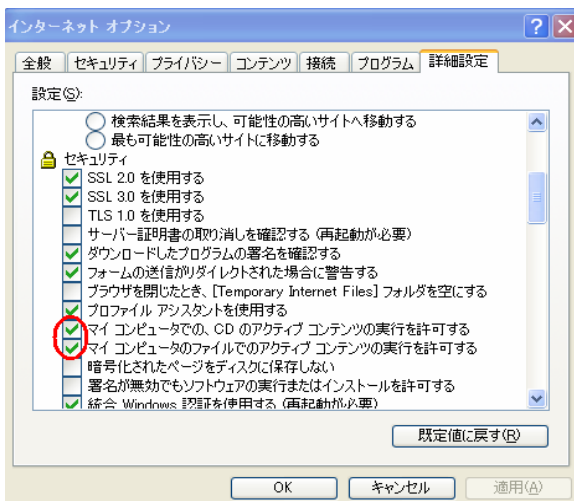 インターネット オプション
全般 セキュリティ プライバシー コンテンツ 接続 プログラム 詳細設定
設定(S):
検索結果を表示し、可能性の高いサイトへ移動する
最も可能性の高いサイトに移動する
セキュリティ
SSL 2.0 を使用する
SSL 3.0 を使用する
TLS 1.0 を使用する
サーバー証明書の取り消しを確認する (再起動が必要)
ダウンロードしたプログラムの署名を確認する
フォームの送信がリダイレクトされた場合に警告する
ブラウザを閉じたとき、[Temporary Internet Files] フォルダを空にする
プロファイル アシスタントを使用する
マイ コンピュータでの、CD のアクティブ コンテンツの実行を許可する
マイ コンピュータのファイルでのアクティブ コンテンツの実行を許可する
暗号化されたページをディスクに保存しない
署名が無効でもソフトウェアの実行またはインストールを許可する
統合 Windows 認証を使用する (再起動が必要)
既定値に戻す(R)
OK キャンセル 適用(A)